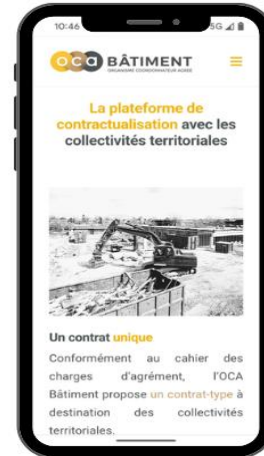 10:46
5G
oca BÂTIMENT
ORGANISME COORDONNATEUR AGRÉÉ
La plateforme de
contractualisation avec les
collectivités territoriales
Un contrat unique
Conformément au cahier des
charges d'agrément, l'OCA
Bâtiment propose un contrat-type à
destination des collectivités
territoriales.